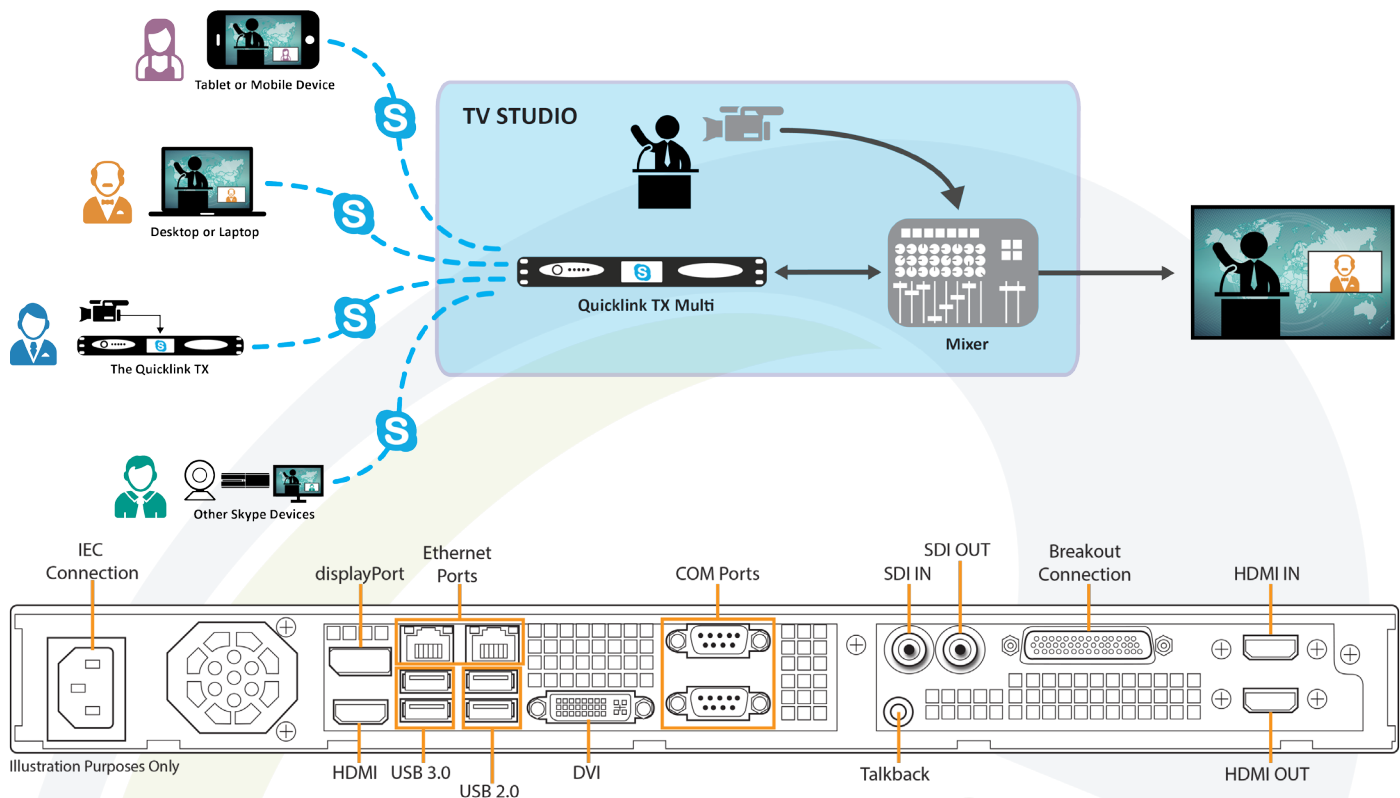 Tablet or Mobile Device
TV STUDIO
S
Desktop or Laptop
S
S
Quicklink TX Multi
Mixer
S
S
The Quicklink TX
S
Other Skype Devices
IEC
Connection
displayPort
Ethernet
Ports
COM Ports
SDI IN
SDI OUT
Breakout
Connection
HDMI IN
Illustration Purposes Only
HDMI
USB 3.0
USB 2.0
DVI
Talkback
HDMI OUT